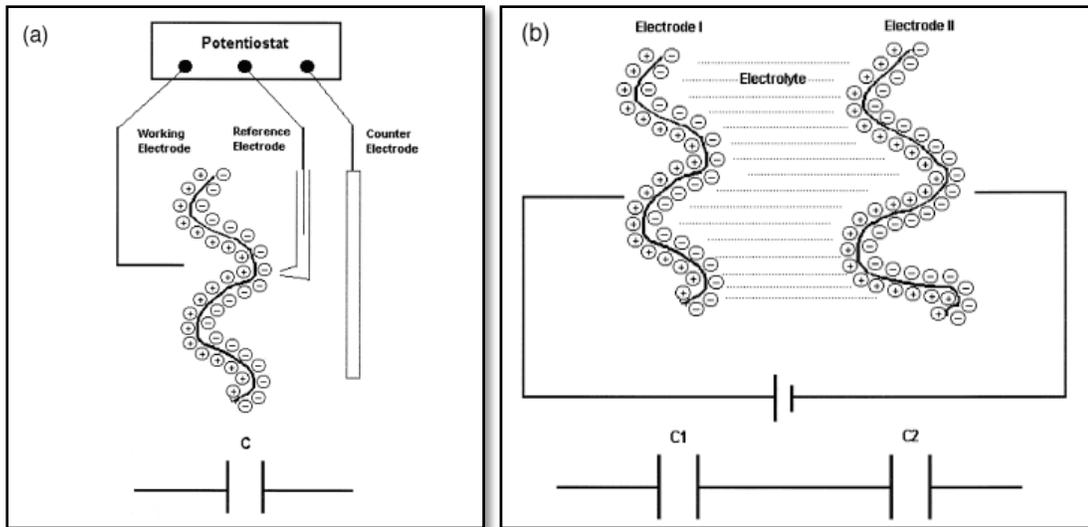 (a)
Potentiostat
Working
Electrode
Reference
Electrode
Counter
Electrode
C
(b)
Electrode I
Electrode II
Electrolyte
C1
C2